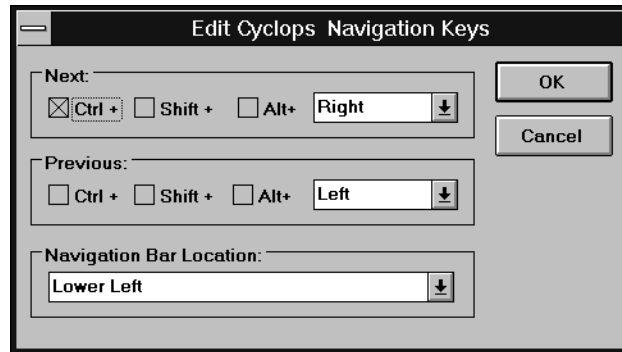 Edit Cyclops Navigation Keys
Next:
Ctrl + Shift + Alt+ Right
OK
Cancel
Previous:
Ctrl + Shift + Alt+ Left
Navigation Bar Location:
Lower Left